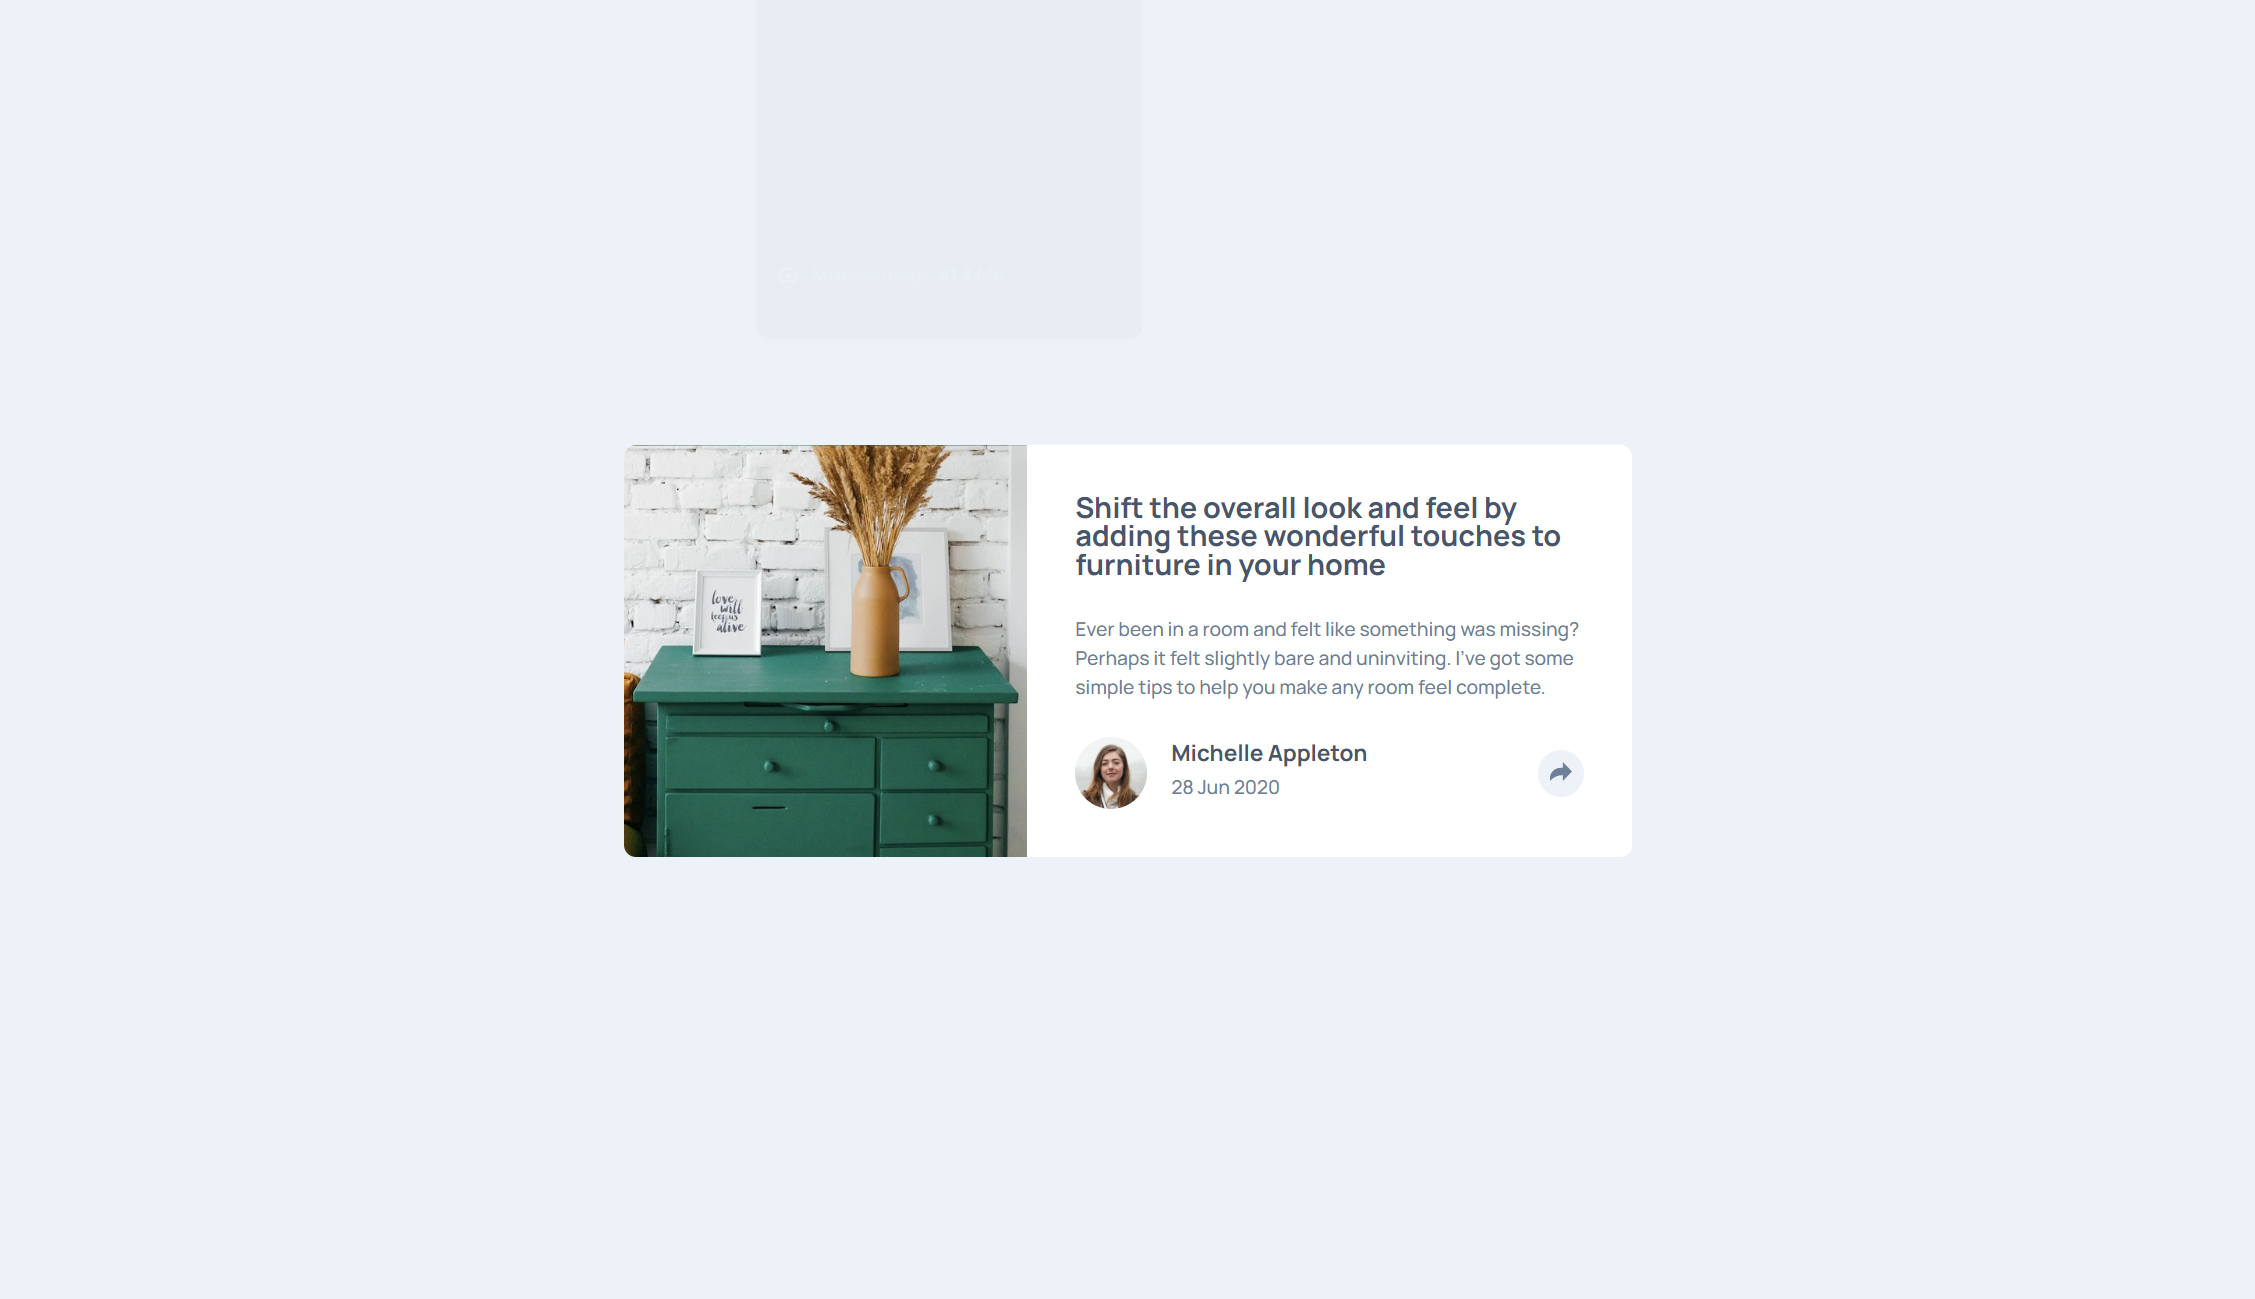 Shift the overall look and feel by
adding these wonderful touches to
furniture in your home
Ever been in a room and felt like something was missing?
Perhaps it felt slightly bare and uninviting. I’ve got some
simple tips to help you make any room feel complete.
love
will
keep us
alive
Michelle Appleton
28 Jun 2020